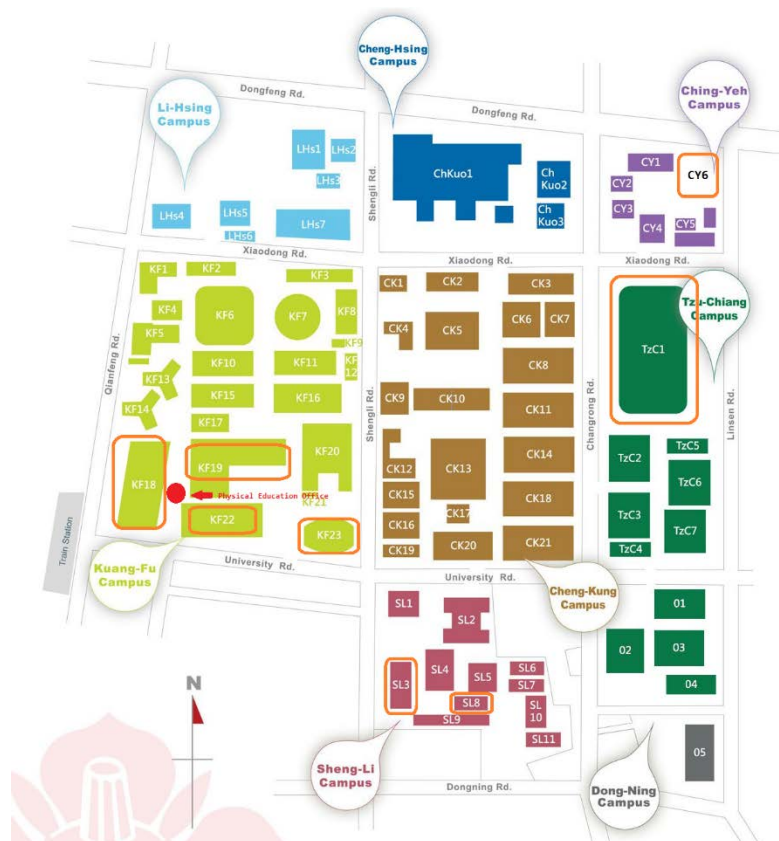 Cheng-Hsing
Campus
Dongfeng Rd.
Dongfeng Rd.
Ching-Yeh
Campus
Li-Hsing
Campus
LHs1
LHs2
LHs3
LHs4
LHs5
LHs6
LHs7
Shengli Rd.
ChKuo1
Ch
Kuo2
Ch
Kuo3
CY1
CY6
CY2
CY3
CY4
CY5
Xiaodong Rd.
Xiaodong Rd.
Xiaodong Rd.
KF1
KF2
KF3
KF4
KF5
KF6
KF7
KF8
KF9
KF10
KF11
KF
12
KF13
KF14
KF15
KF16
KF17
KF18
KF19
KF20
KF21
KF22
KF23
Qianfeng Rd.
Physical Education Office
Train Station
Kuang-Fu
Campus
University Rd.
Shengli Rd.
CK1
CK2
CK3
CK4
CK5
CK6
CK7
CK8
CK9
CK10
CK11
CK12
CK13
CK14
CK15
CK16
CK17
CK18
CK19
CK20
CK21
Changrong Rd.
Tzu-Chiang
Campus
TzC1
TzC2
TzC5
TzC6
TzC3
TzC7
TzC4
Linsen Rd.
University Rd.
Cheng-Kung
Campus
SL1
SL2
SL3
SL4
SL5
SL6
SL7
SL8
SL9
SL
10
SL11
01
02
03
04
05
N
Sheng-Li
Campus
Dongning Rd.
Dong-Ning
Campus